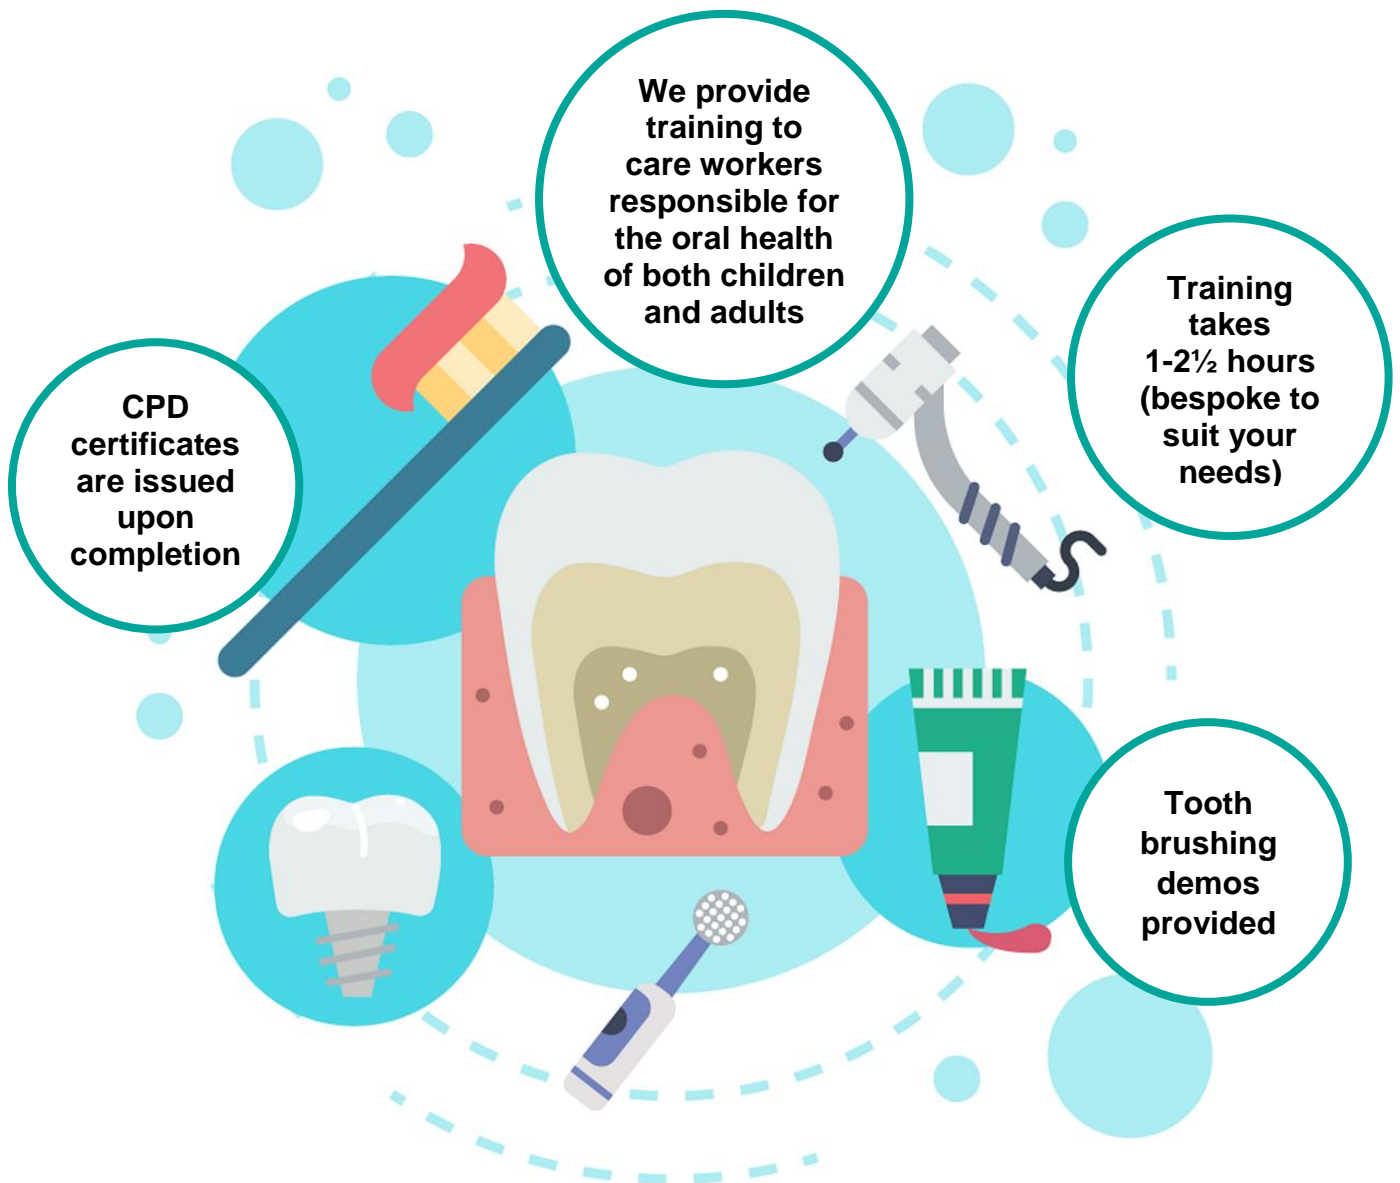 We provide
training to
care workers
responsible for
the oral health
of both children
and adults
Training
takes
1-2½ hours
(bespoke to
suit your
needs)
CPD
certificates
are issued
upon
completion
Tooth
brushing
demos
provided